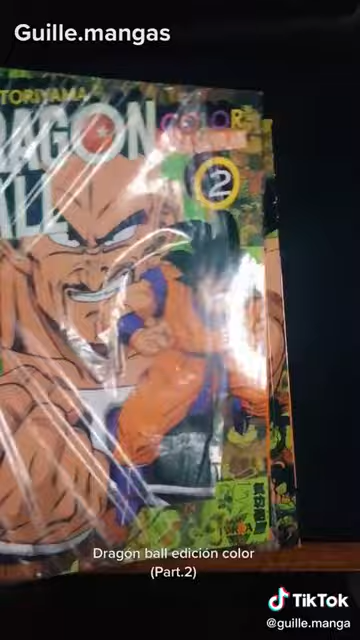 Guille.mangas
TORIYAMA
DRAGON
COLOR
BALL
2
Dragon ball edición color
(Part.2)
TikTok
@guille.manga